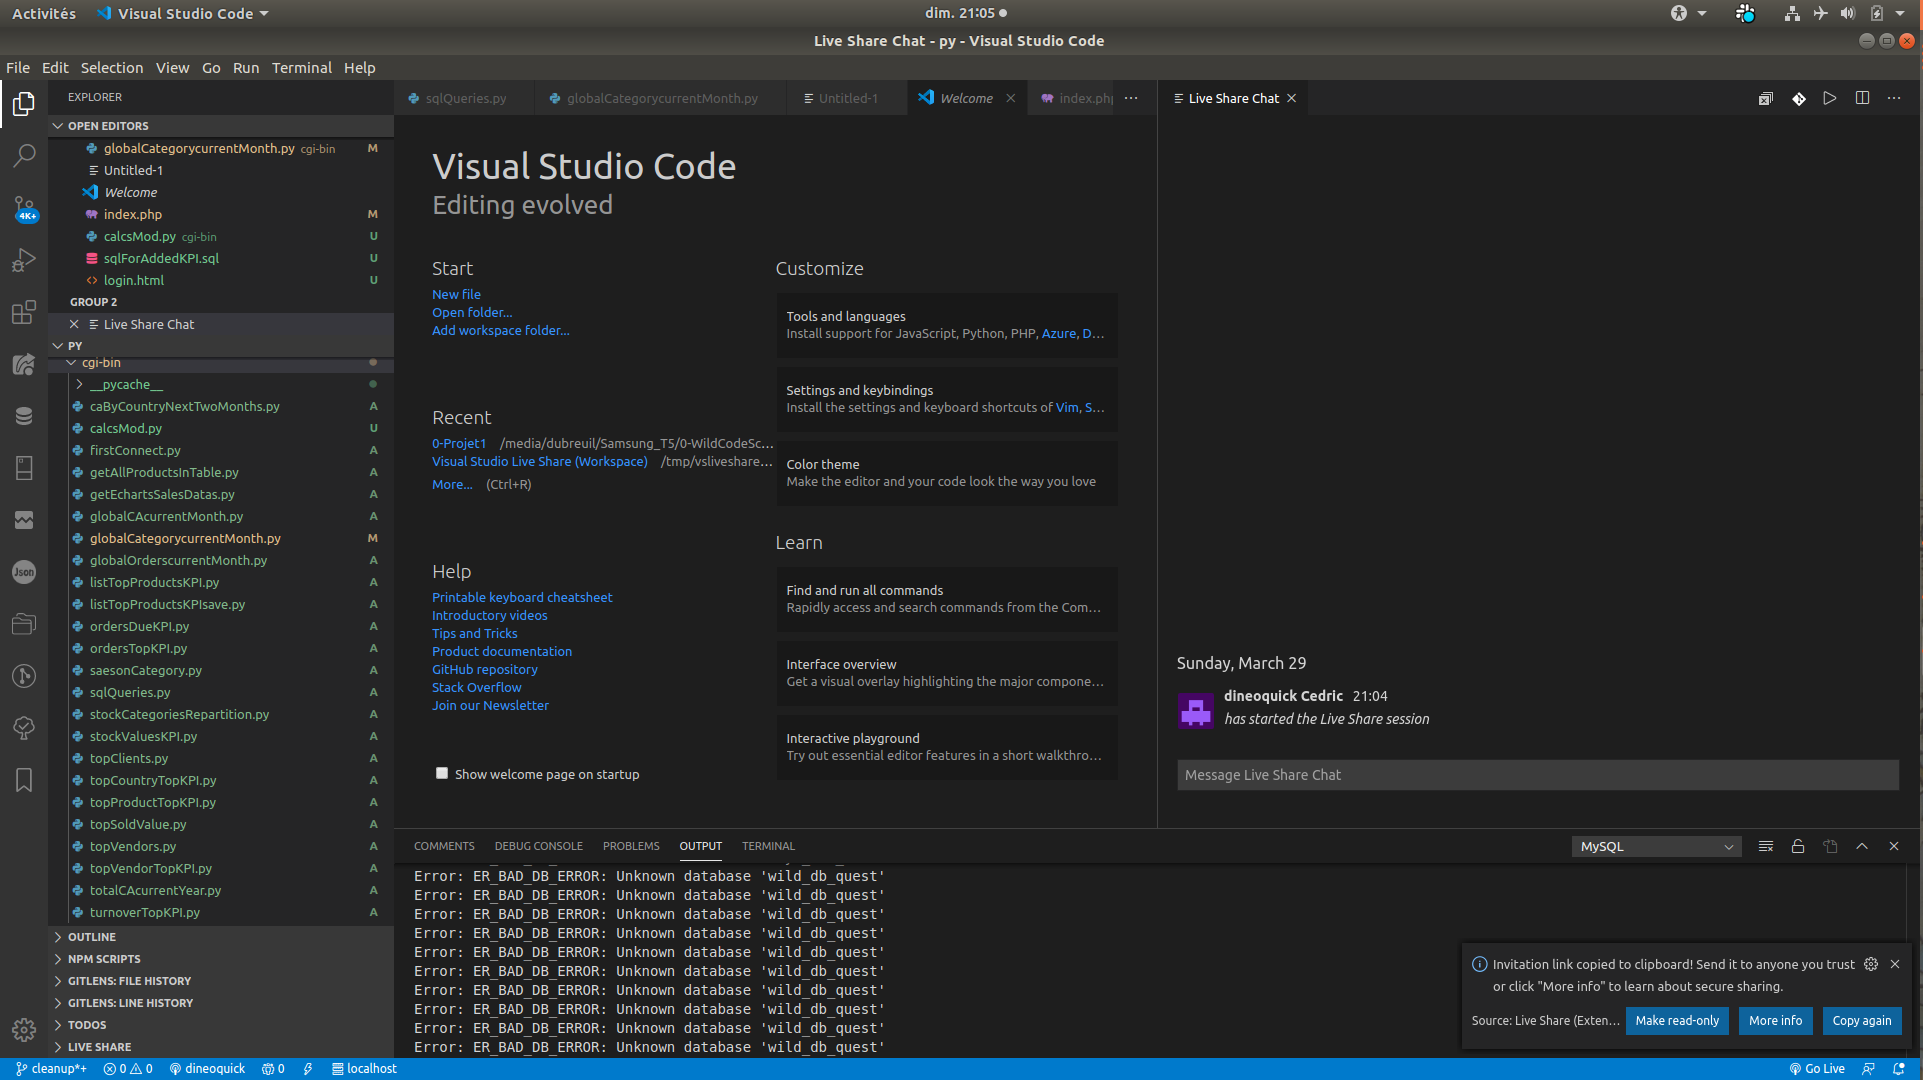 Activités
Visual Studio Code
dim. 21:05
Live Share Chat - py - Visual Studio Code
File Edit Selection View Go Run Terminal Help
EXPLORER
OPEN EDITORS
globalCategorycurrentMonth.py cgi-bin M
Untitled-1
Welcome
index.php M
calcsMod.py cgi-bin U
sqlForAddedKPI.sql U
login.html U
GROUP 2
Live Share Chat
PY
cgi-bin
__pycache__
caByCountryNextTwoMonths.py A
calcsMod.py U
firstConnect.py A
getAllProductsInTable.py A
getEchartsSalesDatas.py A
globalCAcurrentMonth.py A
globalCategorycurrentMonth.py M
globalOrderscurrentMonth.py A
listTopProductsKPI.py A
listTopProductsKPIsave.py A
ordersDueKPI.py A
ordersTopKPI.py A
saesonCategory.py A
sqlQueries.py A
stockCategoriesRepartition.py A
stockValuesKPI.py A
topClients.py A
topCountryTopKPI.py A
topProductTopKPI.py A
topSoldValue.py A
topVendors.py A
topVendorTopKPI.py A
totalCAcurrentYear.py A
turnoverTopKPI.py A
OUTLINE
NPM SCRIPTS
GITLENS: FILE HISTORY
GITLENS: LINE HISTORY
TODOS
LIVE SHARE
4K+
Json
sqlQueries.py
globalCategorycurrentMonth.py
Untitled-1
Welcome
index.php
Visual Studio Code
Editing evolved
Start
New file
Open folder...
Add workspace folder...
Recent
0-Projet1 /media/dubreuil/Samsung_T5/0-WildCodeSc...
Visual Studio Live Share (Workspace) /tmp/vsliveshare...
More... (Ctrl+R)
Help
Printable keyboard cheatsheet
Introductory videos
Tips and Tricks
Product documentation
GitHub repository
Stack Overflow
Join our Newsletter
Show welcome page on startup
Customize
Tools and languages
Install support for JavaScript, Python, PHP, Azure, D...
Settings and keybindings
Install the settings and keyboard shortcuts of Vim, S...
Color theme
Make the editor and your code look the way you love
Learn
Find and run all commands
Rapidly access and search commands from the Com...
Interface overview
Get a visual overlay highlighting the major compone...
Interactive playground
Try out essential editor features in a short walkthro...
Live Share Chat
Sunday, March 29
dineoquick Cedric 21:04
has started the Live Share session
Message Live Share Chat
COMMENTS DEBUG CONSOLE PROBLEMS OUTPUT TERMINAL
MySQL
Error: ER_BAD_DB_ERROR: Unknown database 'wild_db_quest'
Error: ER_BAD_DB_ERROR: Unknown database 'wild_db_quest'
Error: ER_BAD_DB_ERROR: Unknown database 'wild_db_quest'
Error: ER_BAD_DB_ERROR: Unknown database 'wild_db_quest'
Error: ER_BAD_DB_ERROR: Unknown database 'wild_db_quest'
Error: ER_BAD_DB_ERROR: Unknown database 'wild_db_quest'
Error: ER_BAD_DB_ERROR: Unknown database 'wild_db_quest'
Error: ER_BAD_DB_ERROR: Unknown database 'wild_db_quest'
Error: ER_BAD_DB_ERROR: Unknown database 'wild_db_quest'
Error: ER_BAD_DB_ERROR: Unknown database 'wild_db_quest'
Invitation link copied to clipboard! Send it to anyone you trust
or click "More info" to learn about secure sharing.
Source: Live Share (Exten...
Make read-only
More info
Copy again
cleanup*+ 0 0 dineoquick 0 localhost
Go Live